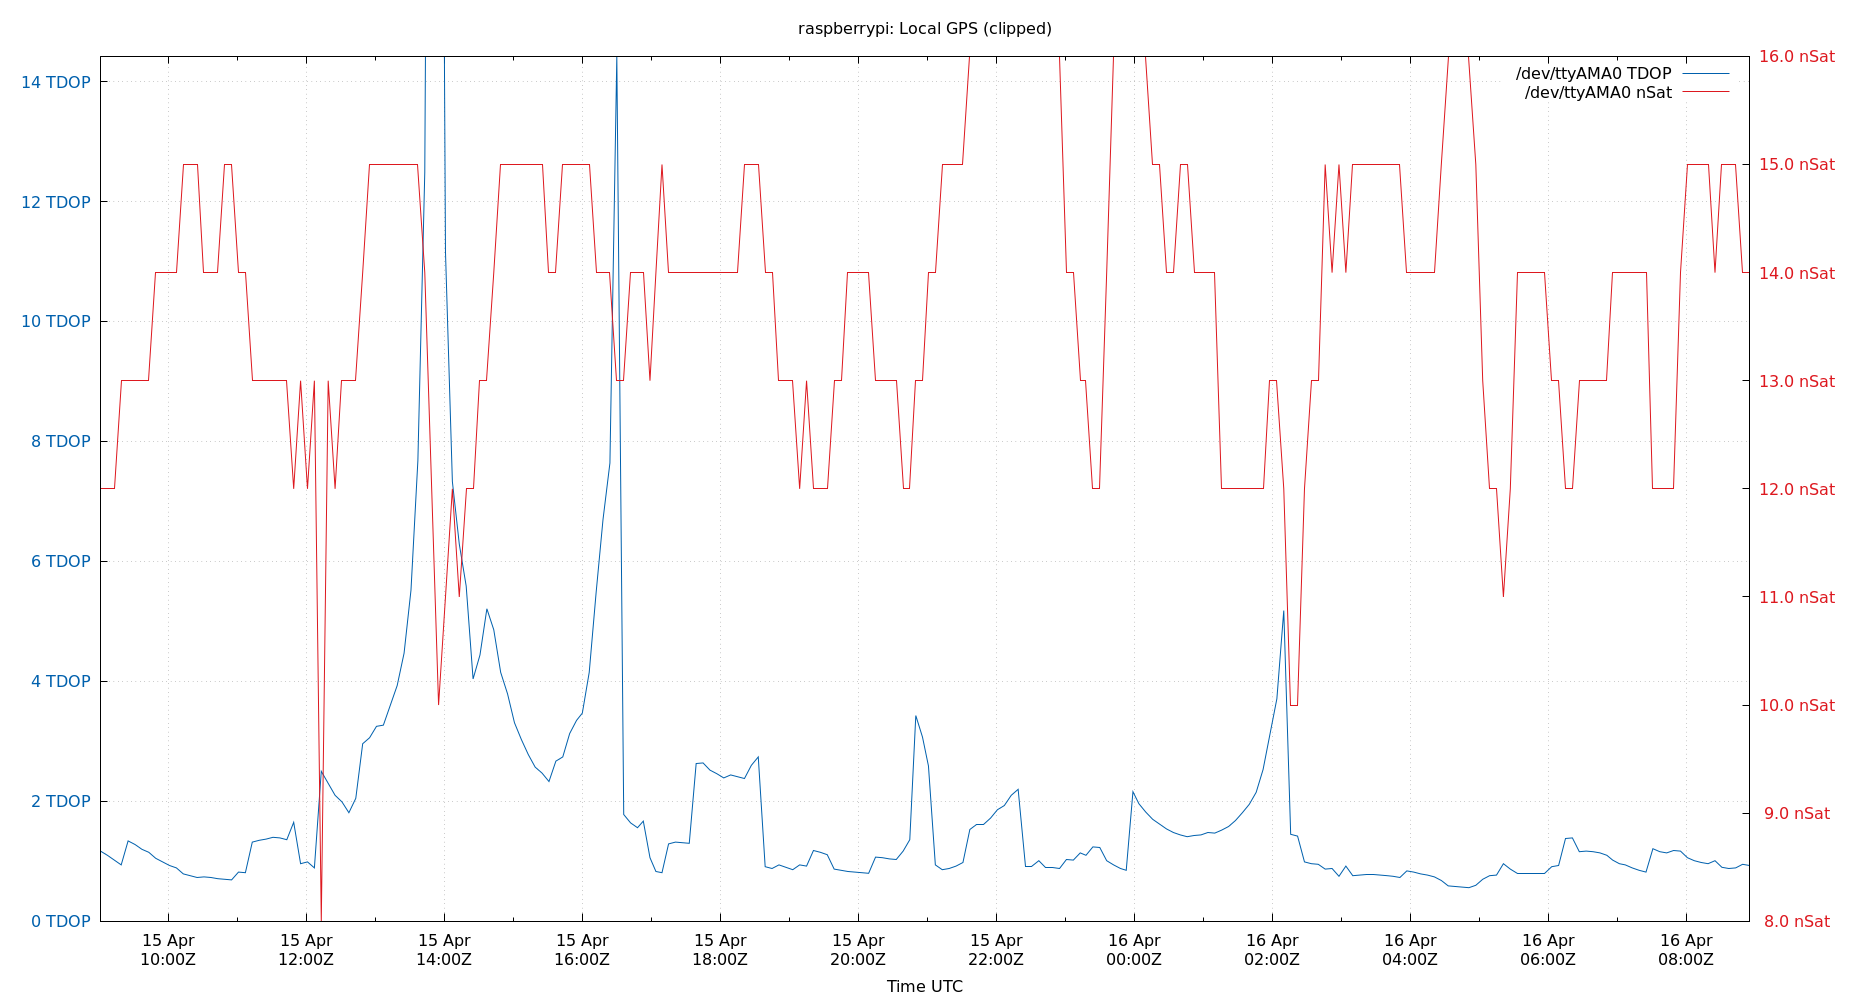 raspberrypi: Local GPS (clipped)
/dev/ttyAMA0 TDOP
/dev/ttyAMA0 nSat
14 TDOP
12 TDOP
10 TDOP
8 TDOP
6 TDOP
4 TDOP
2 TDOP
0 TDOP
16.0 nSat
15.0 nSat
14.0 nSat
13.0 nSat
12.0 nSat
11.0 nSat
10.0 nSat
9.0 nSat
8.0 nSat
15 Apr
10:00Z
15 Apr
12:00Z
15 Apr
14:00Z
15 Apr
16:00Z
15 Apr
18:00Z
15 Apr
20:00Z
15 Apr
22:00Z
16 Apr
00:00Z
16 Apr
02:00Z
16 Apr
04:00Z
16 Apr
06:00Z
16 Apr
08:00Z
Time UTC